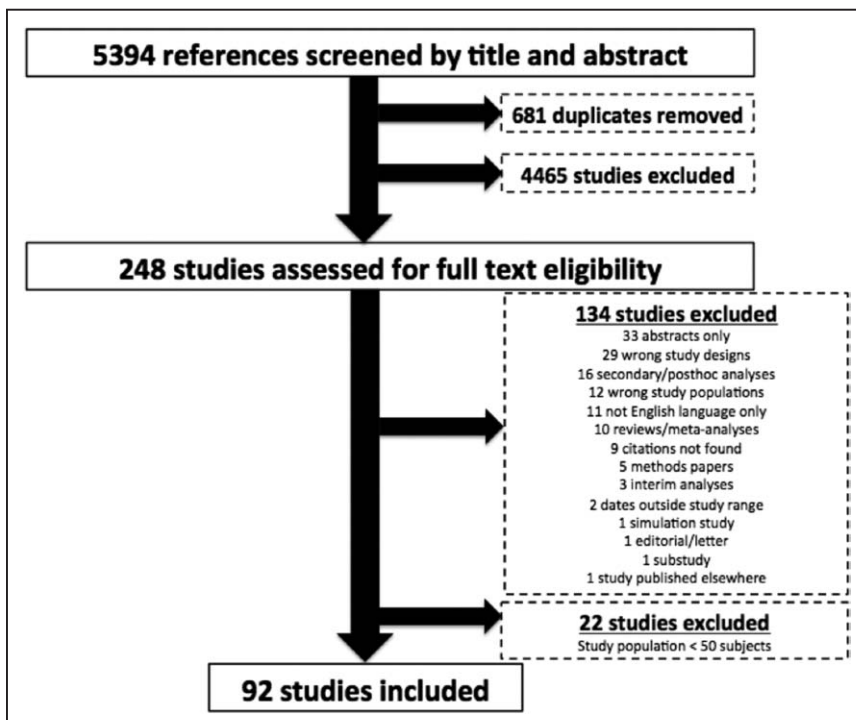 5394 references screened by title and abstract
681 duplicates removed
4465 studies excluded
248 studies assessed for full text eligibility
134 studies excluded
33 abstracts only
29 wrong study designs
16 secondary/posthoc analyses
12 wrong study populations
11 not English language only
10 reviews/meta-analyses
9 citations not found
5 methods papers
3 interim analyses
2 dates outside study range
1 simulation study
1 editorial/letter
1 substudy
1 study published elsewhere
22 studies excluded
Study population < 50 subjects
92 studies included